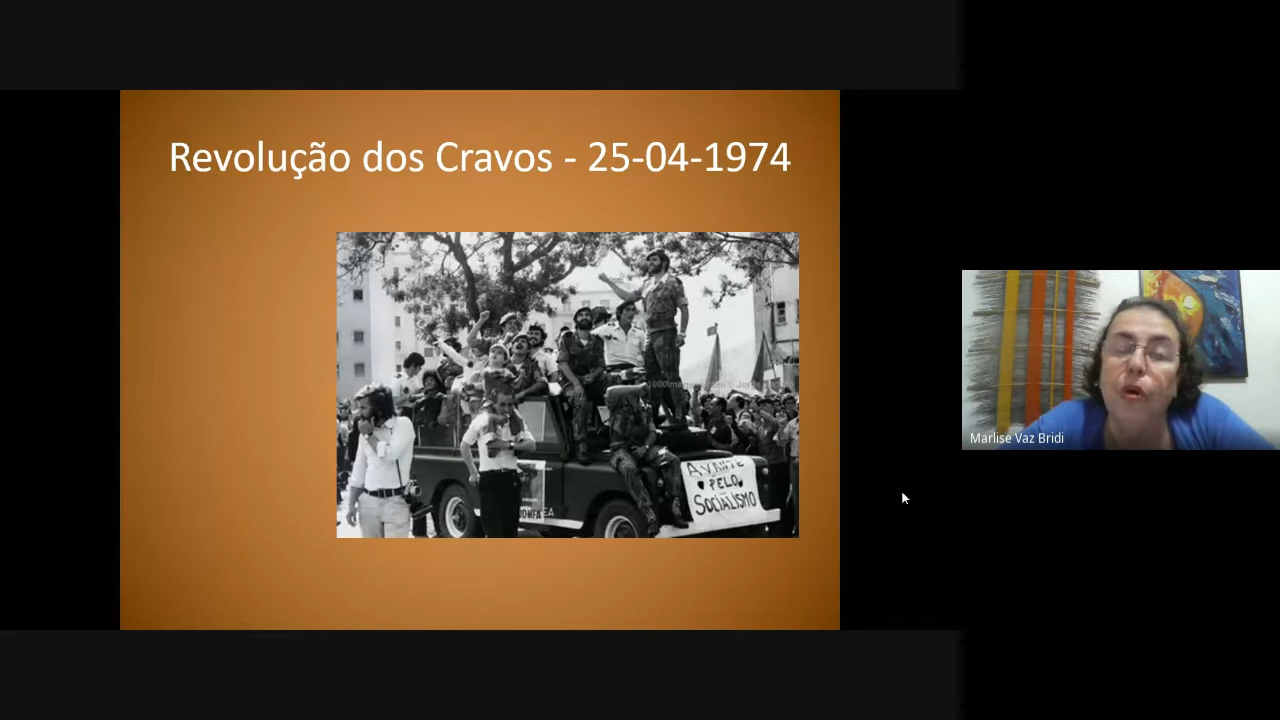 Revolução dos Cravos - 25-04-1974
AVANTE
PELO
SOCIALISMO
Marlise Vaz Bridi